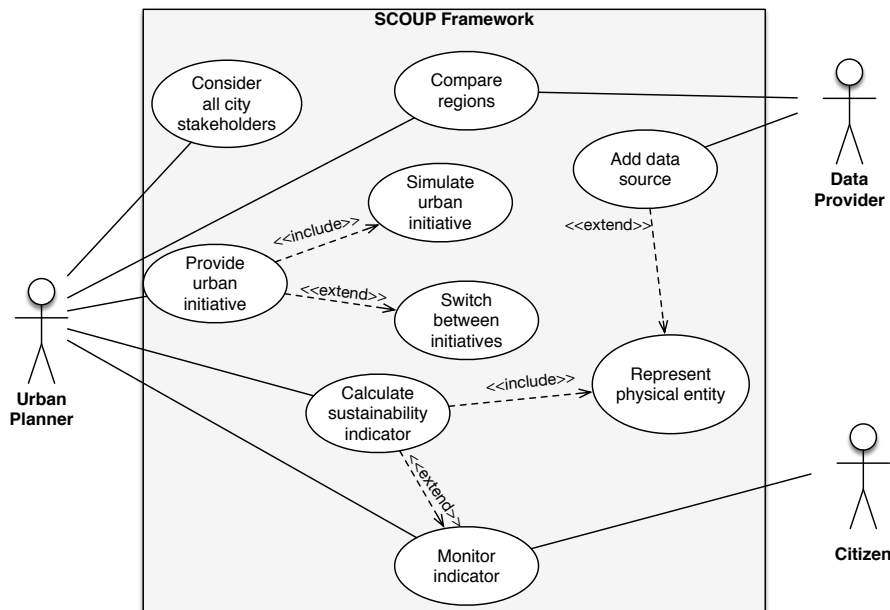 SCOUP Framework
Consider
all city
stakeholders
Compare
regions
Add data
source
Data
Provider
Simulate
urban
initiative
<<include>>
<<extend>>
Provide
urban
initiative
<<extend>>
Switch
between
initiatives
Urban
Planner
Calculate
sustainability
indicator
<<include>>
Represent
physical entity
<<extend>>
Monitor
indicator
Citizen